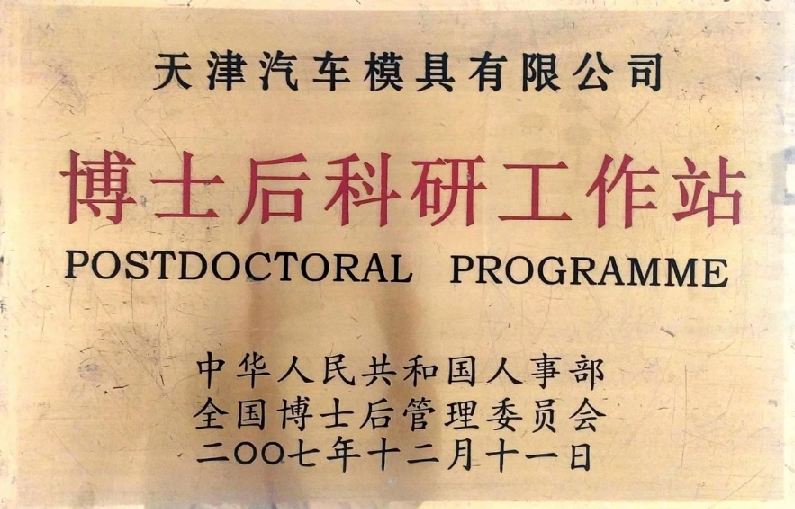 天津汽车模具有限公司
博士后科研工作站
POSTDOCTORAL PROGRAMME
中华人民共和国人事部
全国博士后管理委员会
二〇〇七年十二月十一日